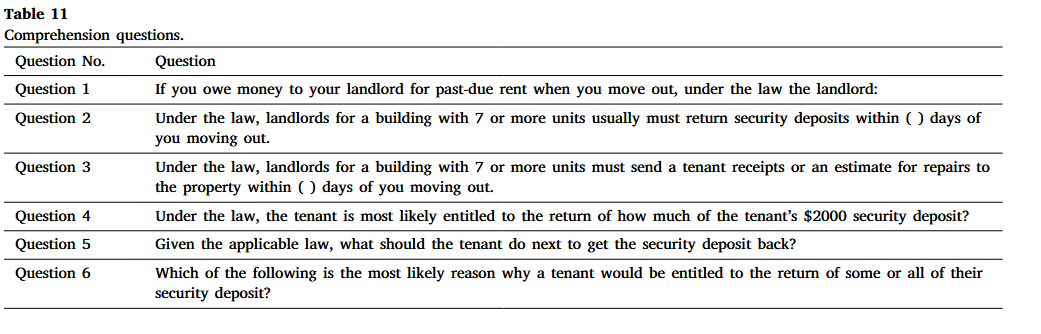 Table 11
Comprehension questions.
Question No. Question
Question 1 If you owe money to your landlord for past-due rent when you move out, under the law the landlord:
Question 2 Under the law, landlords for a building with 7 or more units usually must return security deposits within ( ) days of
you moving out.
Question 3 Under the law, landlords for a building with 7 or more units must send a tenant receipts or an estimate for repairs to
the property within ( ) days of you moving out.
Question 4 Under the law, the tenant is most likely entitled to the return of how much of the tenant's $2000 security deposit?
Question 5 Given the applicable law, what should the tenant do next to get the security deposit back?
Question 6 Which of the following is the most likely reason why a tenant would be entitled to the return of some or all of their
security deposit?